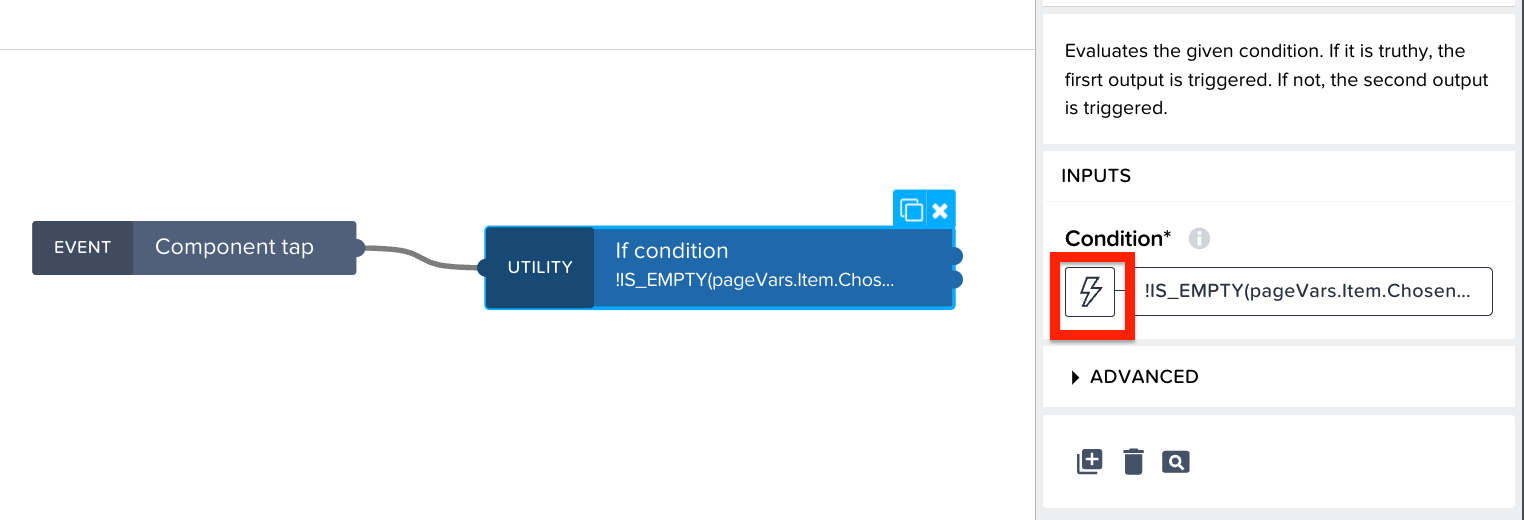 Evaluates the given condition. If it is truthy, the
firsrt output is triggered. If not, the second output
is triggered.
INPUTS
Condition*
!IS_EMPTY(pageVars.Item.Chosen...
ADVANCED
EVENT
Component tap
UTILITY
If condition
!IS_EMPTY(pageVars.Item.Chos...